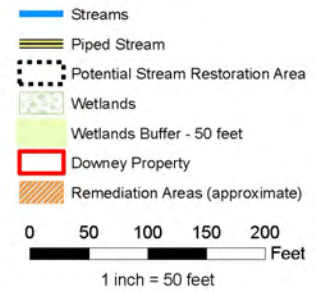 Streams
Piped Stream
Potential Stream Restoration Area
Wetlands
Wetlands Buffer - 50 feet
Downey Property
Remediation Areas (approximate)
0 50 100 150 200
Feet
1 inch = 50 feet